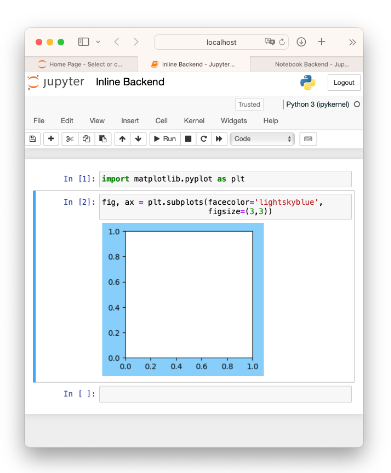 localhost
Home Page - Select or c...
Inline Backend - Jupyter...
Notebook Backend - Jup...
jupyter Inline Backend
Logout
Trusted
Python 3 (ipykernel)
File Edit View Insert Cell Kernel Widgets Help
Run
Code
In [1]: import matplotlib.pyplot as plt
In [2]: fig, ax = plt.subplots(facecolor='lightskyblue',
figsize=(3,3))
1.0
0.8
0.6
0.4
0.2
0.0
0.0 0.2 0.4 0.6 0.8 1.0
In [ ]: